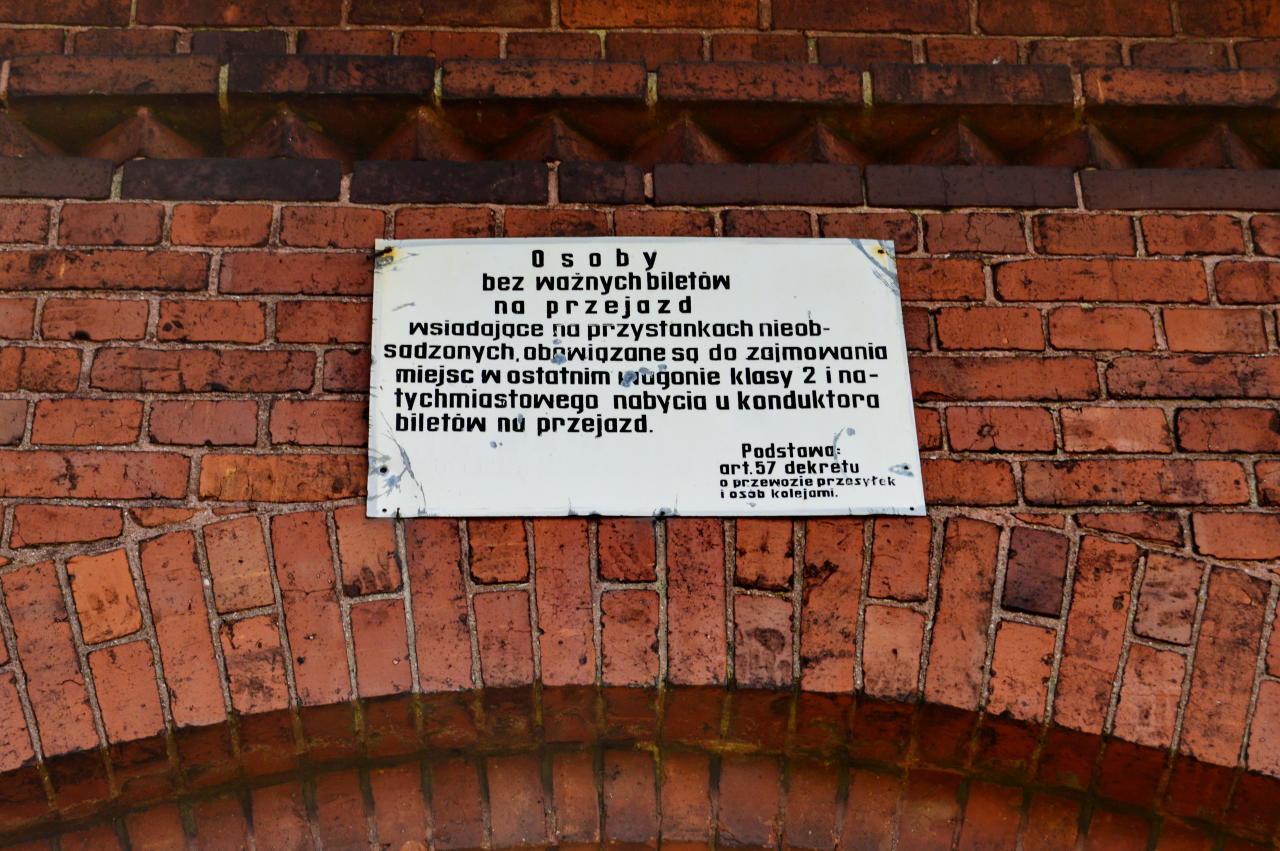 Osoby
bez ważnych biletów
na przejazd
wsiadające na przystankach nieob-
sadzonych, obowiązane są do zajmowania
miejsc w ostatnim wagonie klasy 2 i na-
tychmiastowego nabycia u konduktora
biletów na przejazd.
Podstawa:
art. 57 dekretu
o przewozie przesyłek
i osób kolejami.